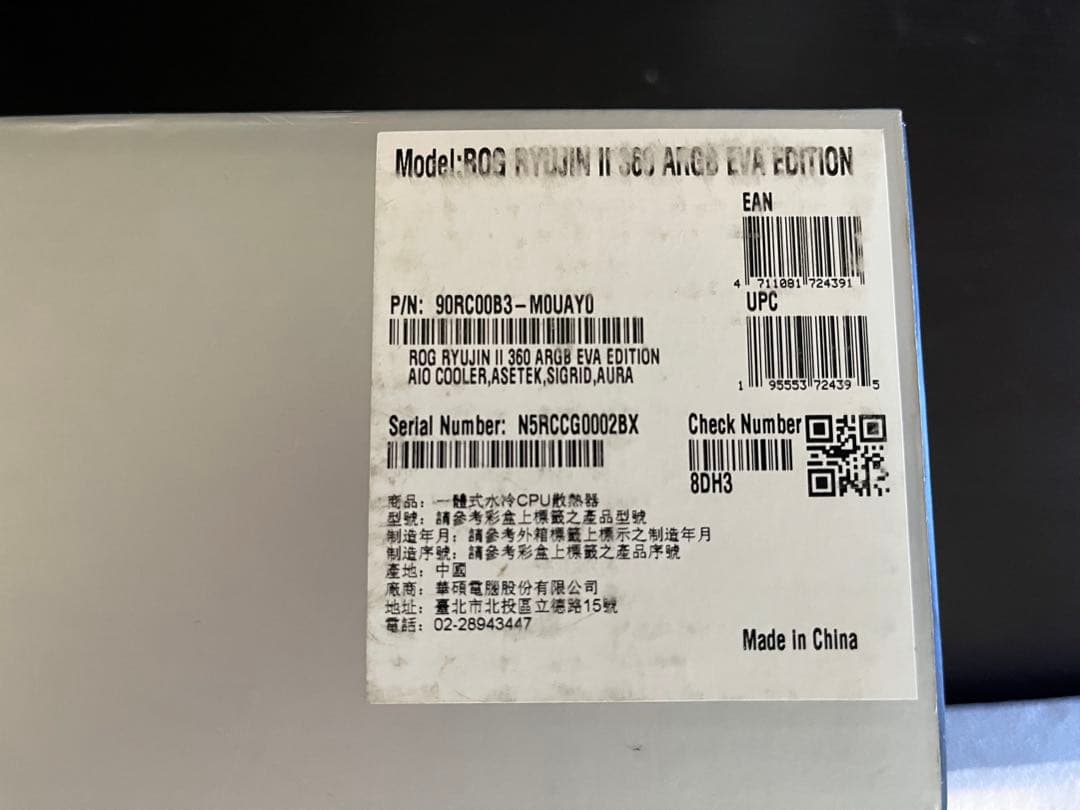 Model:ROG RYUJIN II 360 ARGB EVA EDITION
EAN
4 711081 724391
P/N: 90RC00B3-M0UAY0
UPC
ROG RYUJIN II 360 ARGB EVA EDITION
AIO COOLER,ASETEK,SIGRID,AURA
1 95553 72439 5
Serial Number: N5RCCG0002BX
Check Number
8DH3
商品：一體式水冷CPU散熱器
型號：請參考彩盒上標籤之產品型號
制造年月：請參考外箱標籤上標示之制造年月
制造序號：請參考彩盒上標籤之產品序號
產地：中國
廠商：華碩電腦股份有限公司
地址：臺北市北投區立德路15號
電話：02-28943447
Made in China